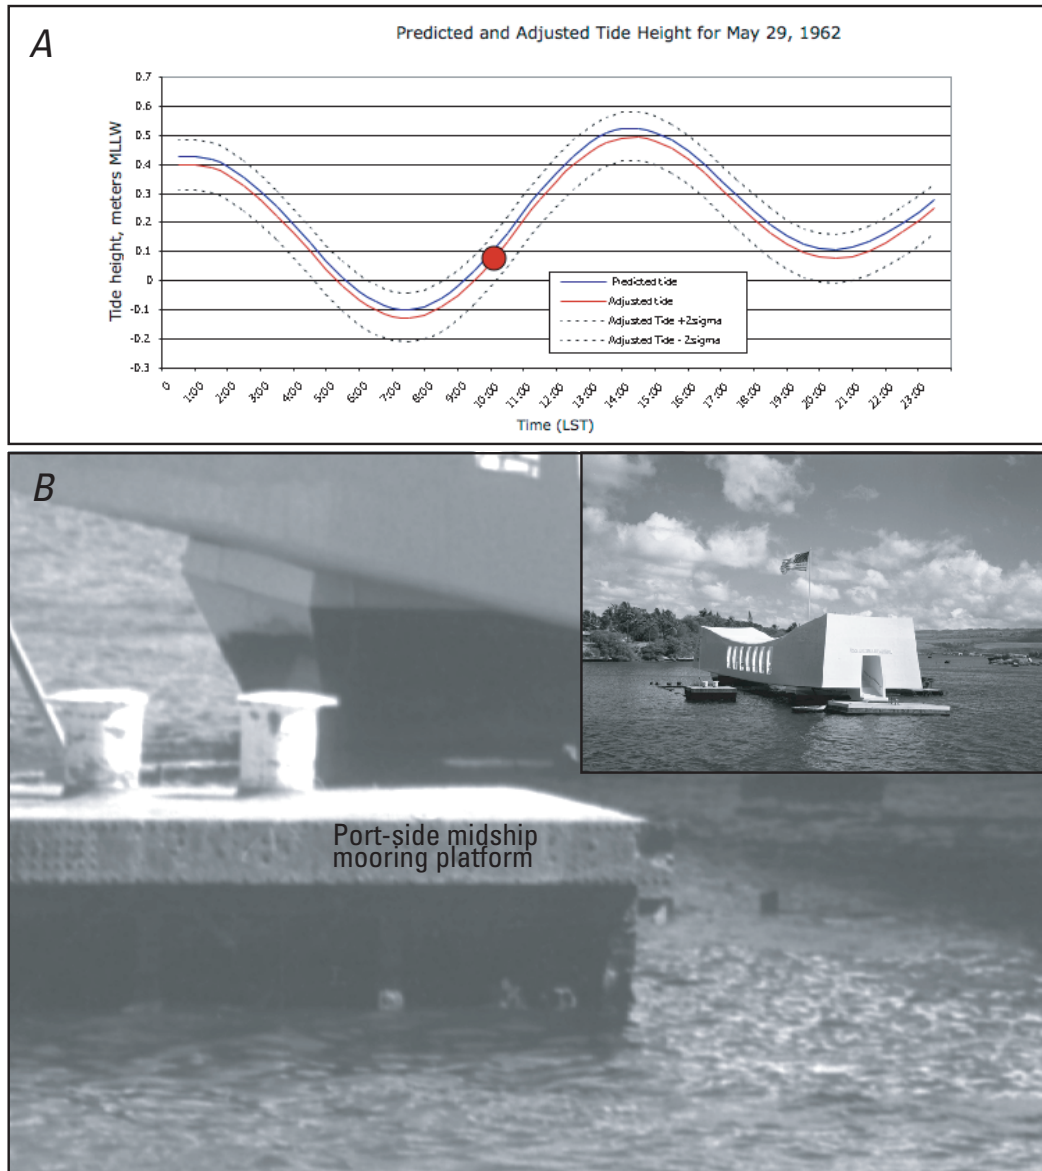 A
Predicted and Adjusted Tide Height for May 29, 1962
Tide height, meters MLLW
0.7
0.6
0.5
0.4
0.3
0.2
0.1
0
-0.1
-0.2
-0.3
Predicted tide
Adjusted tide
Adjusted Tide +2sigma
Adjusted Tide - 2sigma
0 1:00 2:00 3:00 4:00 5:00 6:00 7:00 8:00 9:00 10:00 11:00 12:00 13:00 14:00 15:00 16:00 17:00 18:00 19:00 20:00 21:00 22:00 23:00
Time (LST)
B
Port-side midship
mooring platform